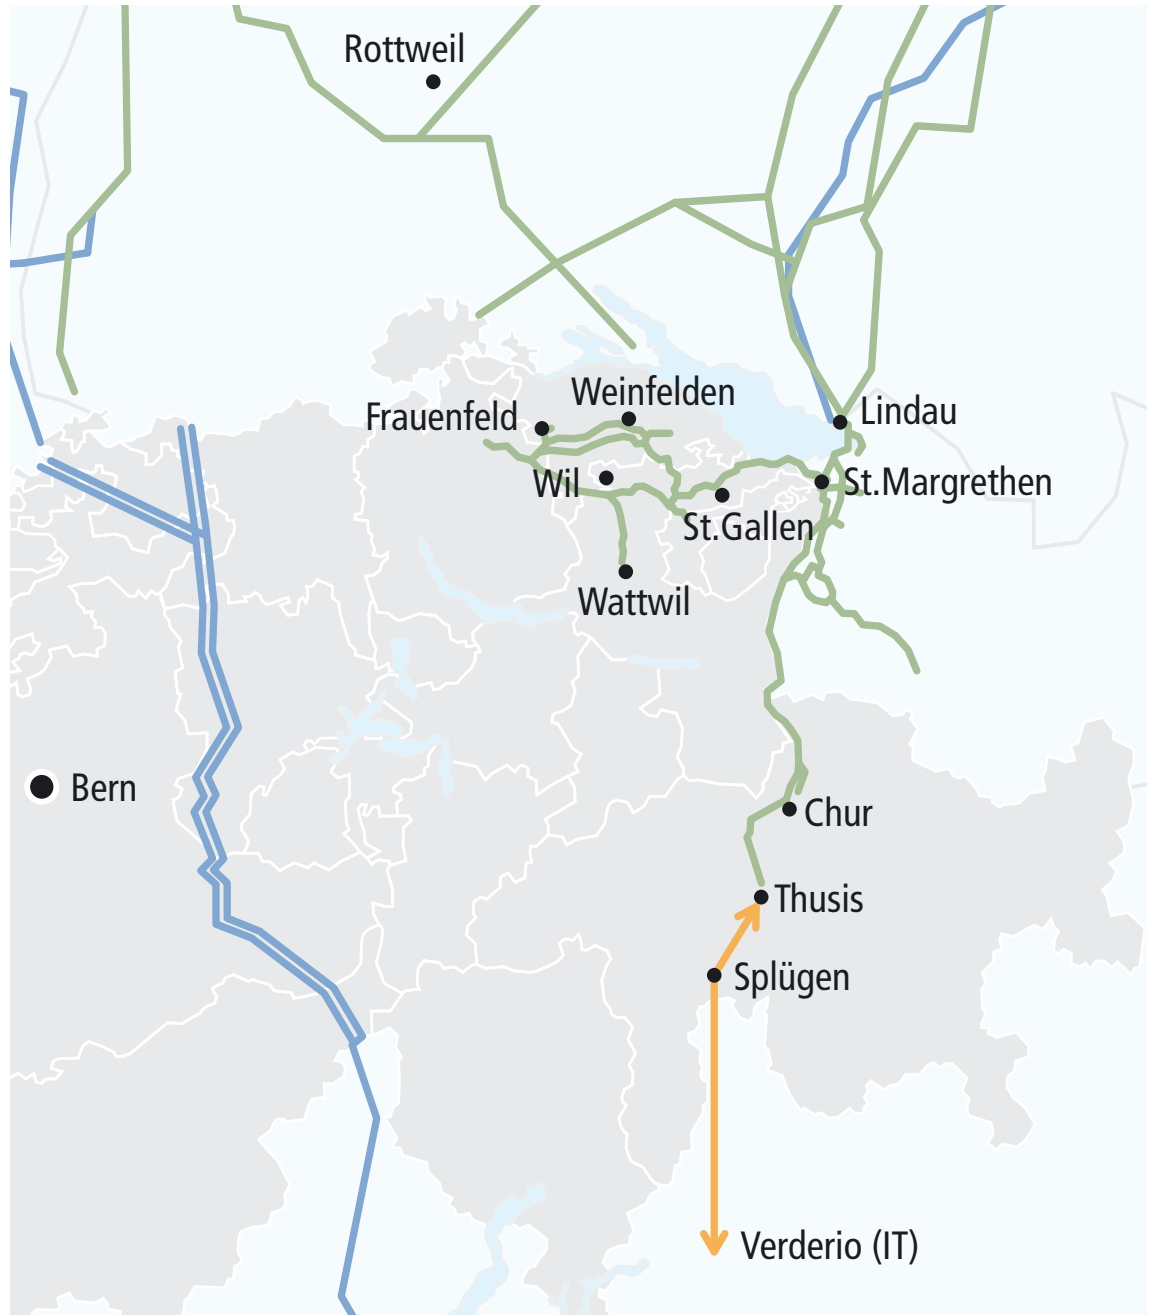 Rottweil
Weinfelden
Frauenfeld
Lindau
Wil
St.Margrethen
St.Gallen
Wattwil
Bern
Chur
Thusis
Splügen
Verderio (IT)